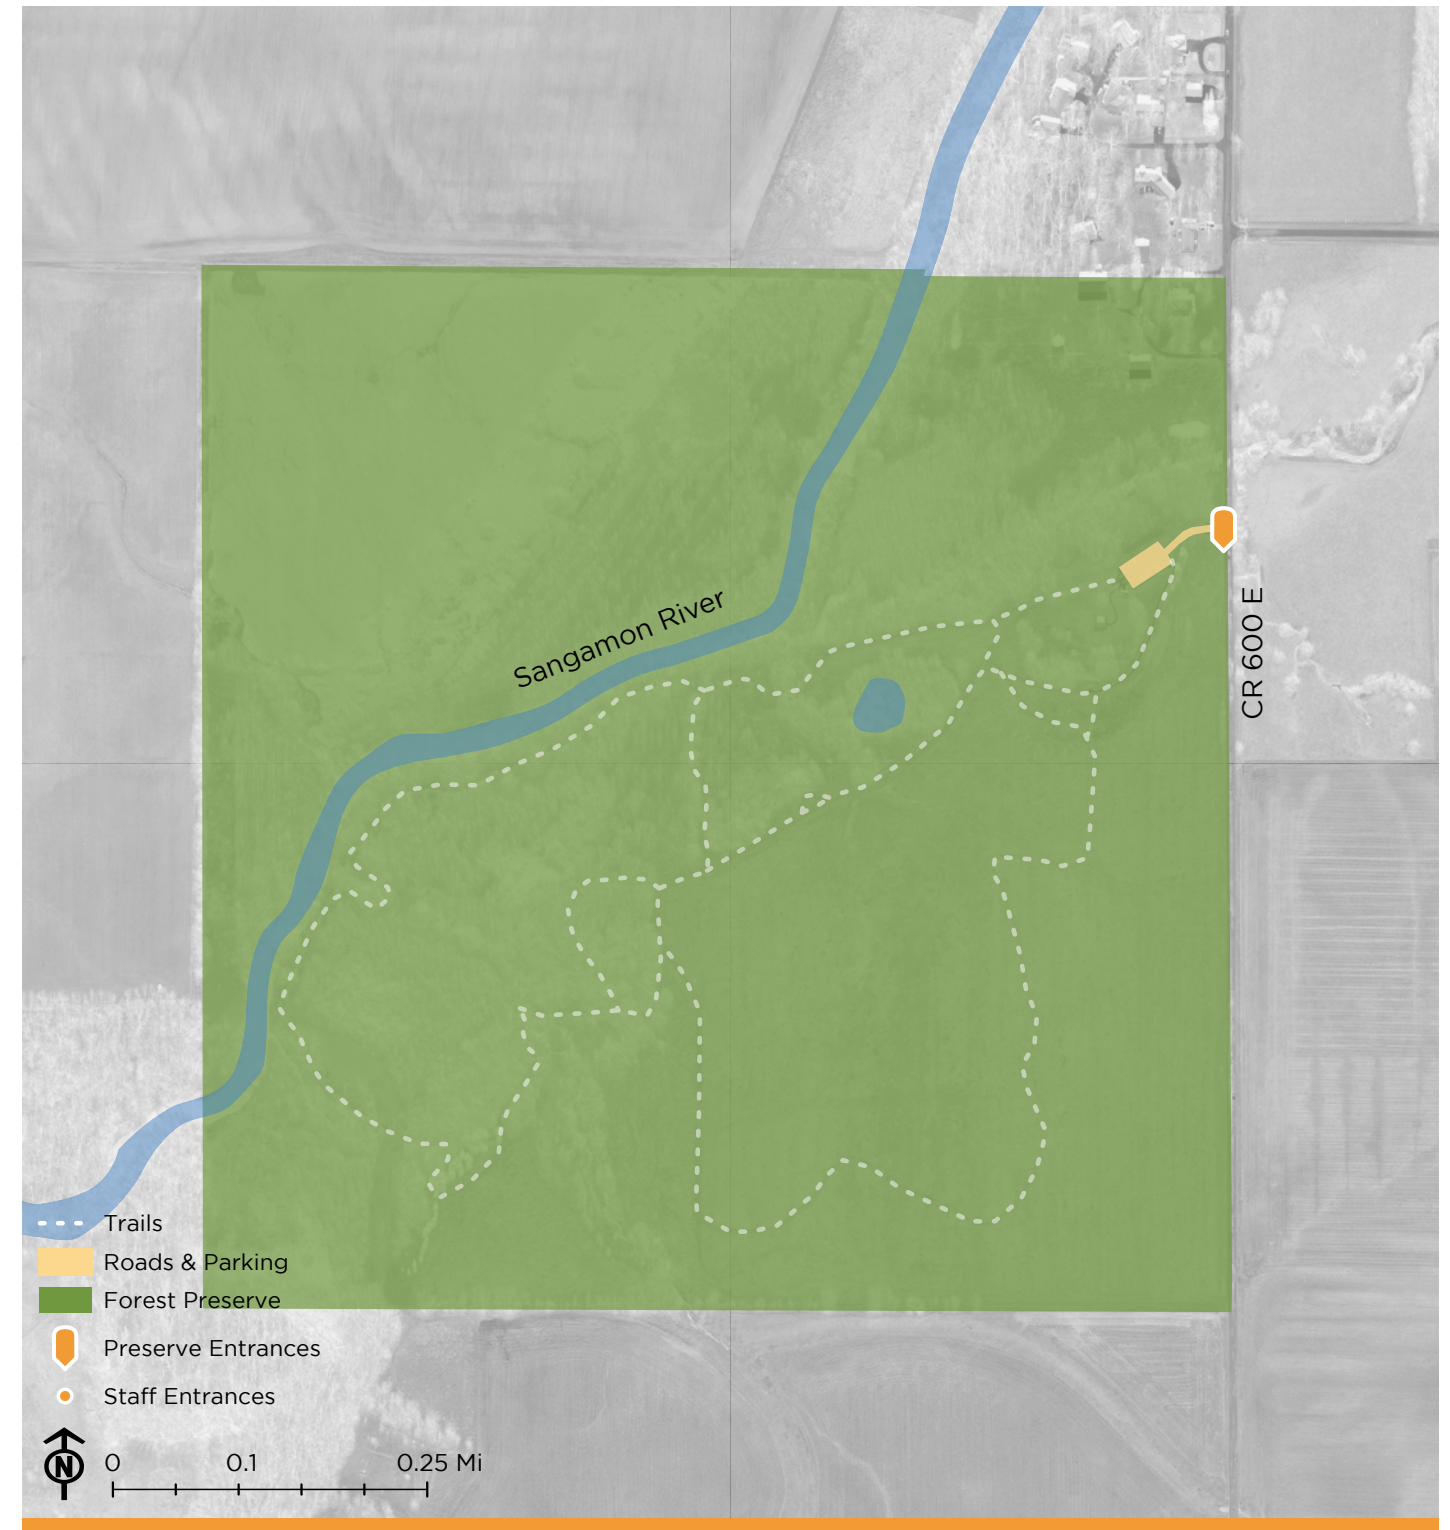 Sangamon River
CR 600 E
Trails
Roads & Parking
Forest Preserve
Preserve Entrances
Staff Entrances
N
0 0.1 0.25 Mi